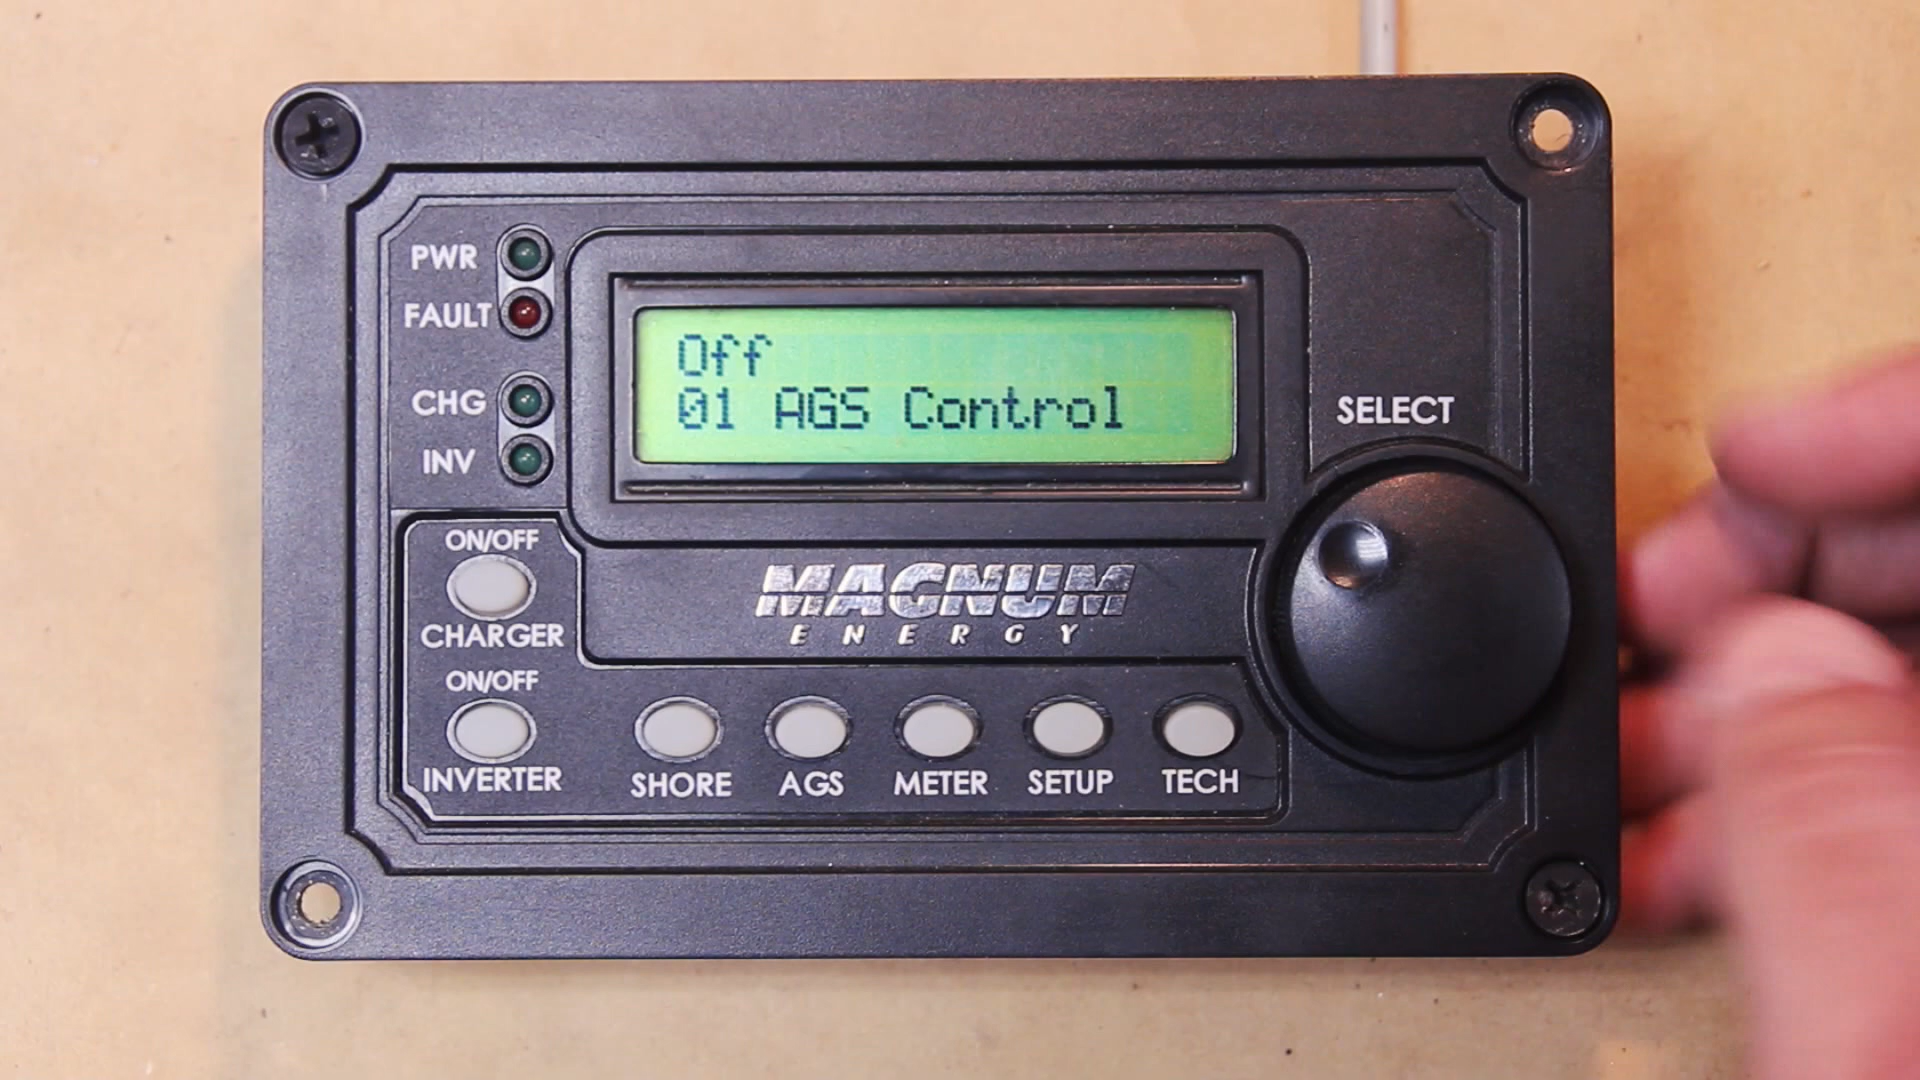 PWR
FAULT
CHG
INV
Off
01 AGS Control
SELECT
ON/OFF
CHARGER
ON/OFF
INVERTER
MAGNUM
ENERGY
SHORE
AGS
METER
SETUP
TECH